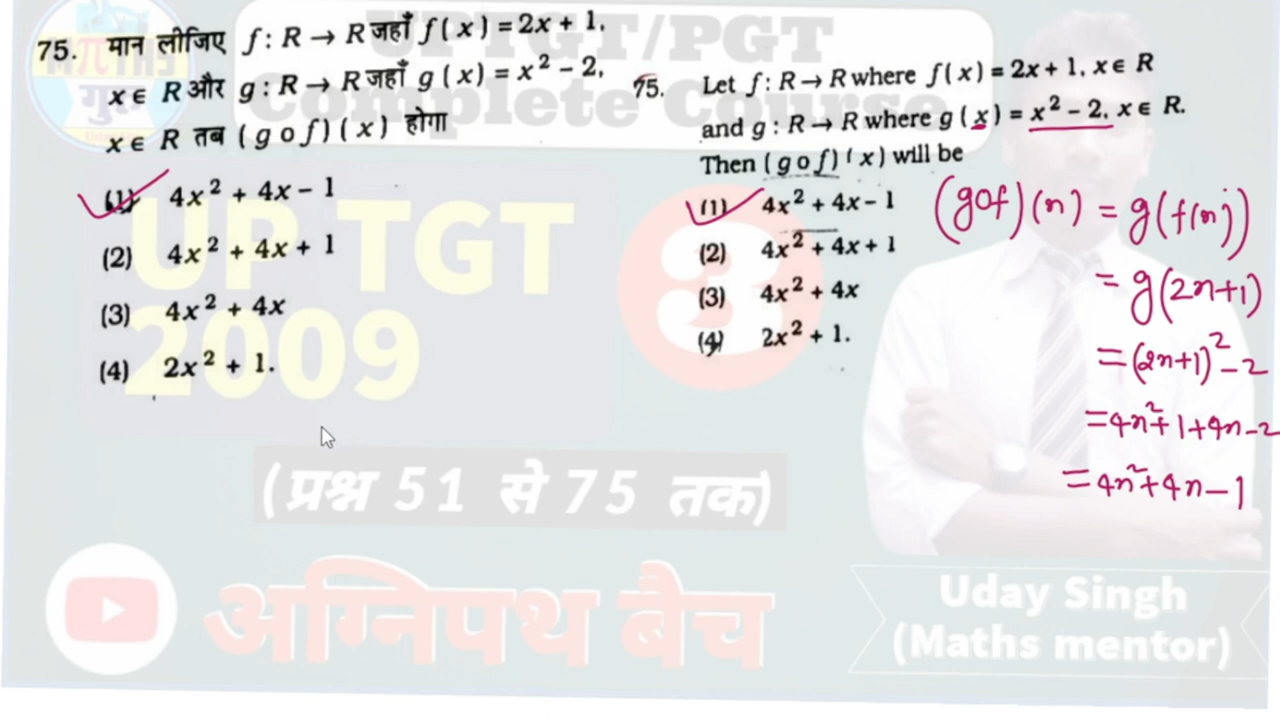 75. मान लीजिए f : R → R जहाँ f ( x ) = 2x + 1,
x ∈ R और g : R → R जहाँ g ( x ) = x² – 2,
x ∈ R तब ( g o f ) ( x ) होगा
(1) 4x² + 4x – 1
(2) 4x² + 4x + 1
(3) 4x² + 4x
(4) 2x² + 1.
75. Let f : R → R where f ( x ) = 2x + 1, x ∈ R
and g : R → R where g ( x ) = x² – 2, x ∈ R.
Then ( g o f ) ( x ) will be
(1) 4x² + 4x – 1
(2) 4x² + 4x + 1
(3) 4x² + 4x
(4) 2x² + 1.
(gof)(n) = g(f(n))
= g(2n+1)
= (2n+1)² – 2
= 4n² + 1 + 4n – 2
= 4n² + 4n – 1
UPTGT/PGT
Complete Course
गुरु
UP TGT
2009
3
(प्रश्न 51 से 75 तक)
अग्निपथ बैच
Uday Singh
(Maths mentor)